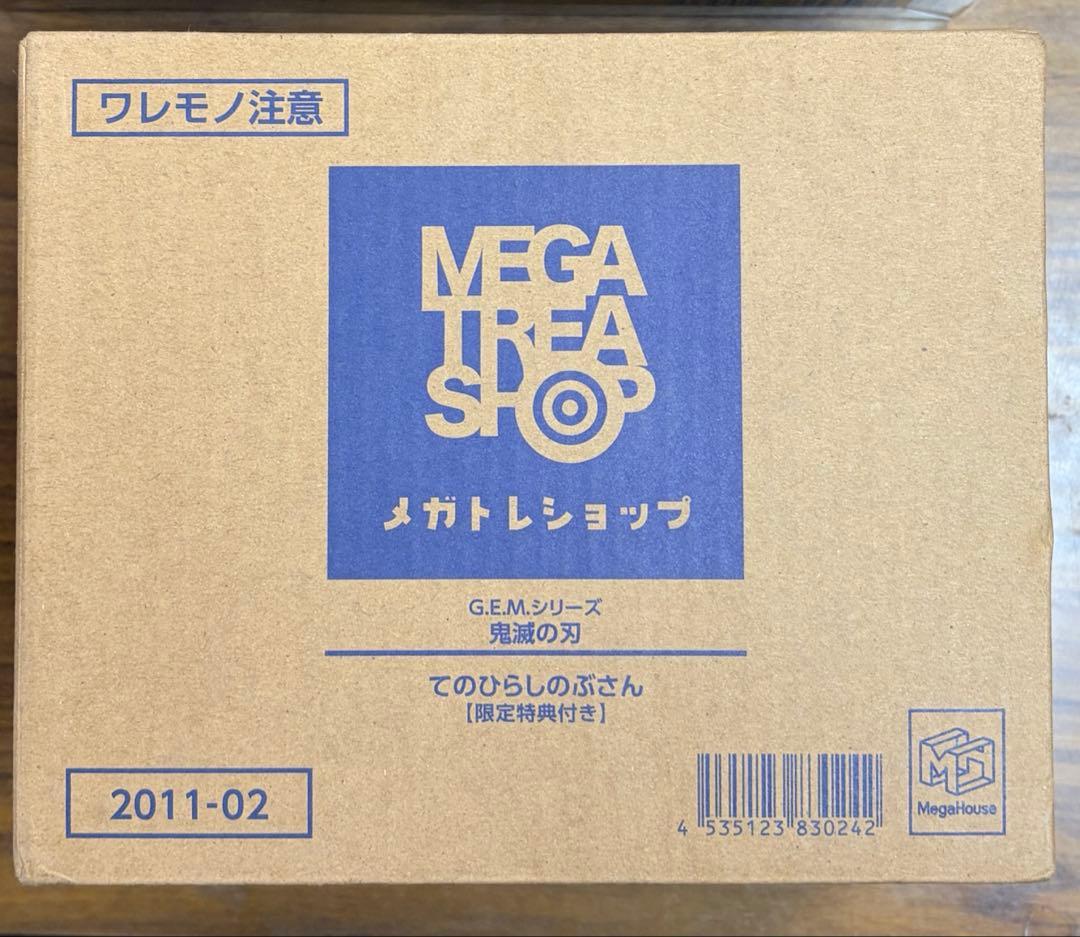 ワレモノ注意
MEGA
TREA
SHOP
メガトレショップ
G.E.M.シリーズ
鬼滅の刃
てのひらしのぶさん
【限定特典付き】
2011-02
4 535123 830242
MegaHouse